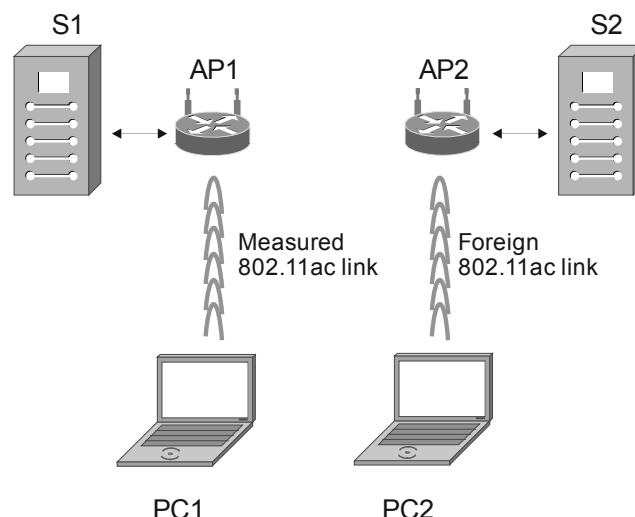 S1
S2
AP1
AP2
Measured
802.11ac link
Foreign
802.11ac link
PC1
PC2